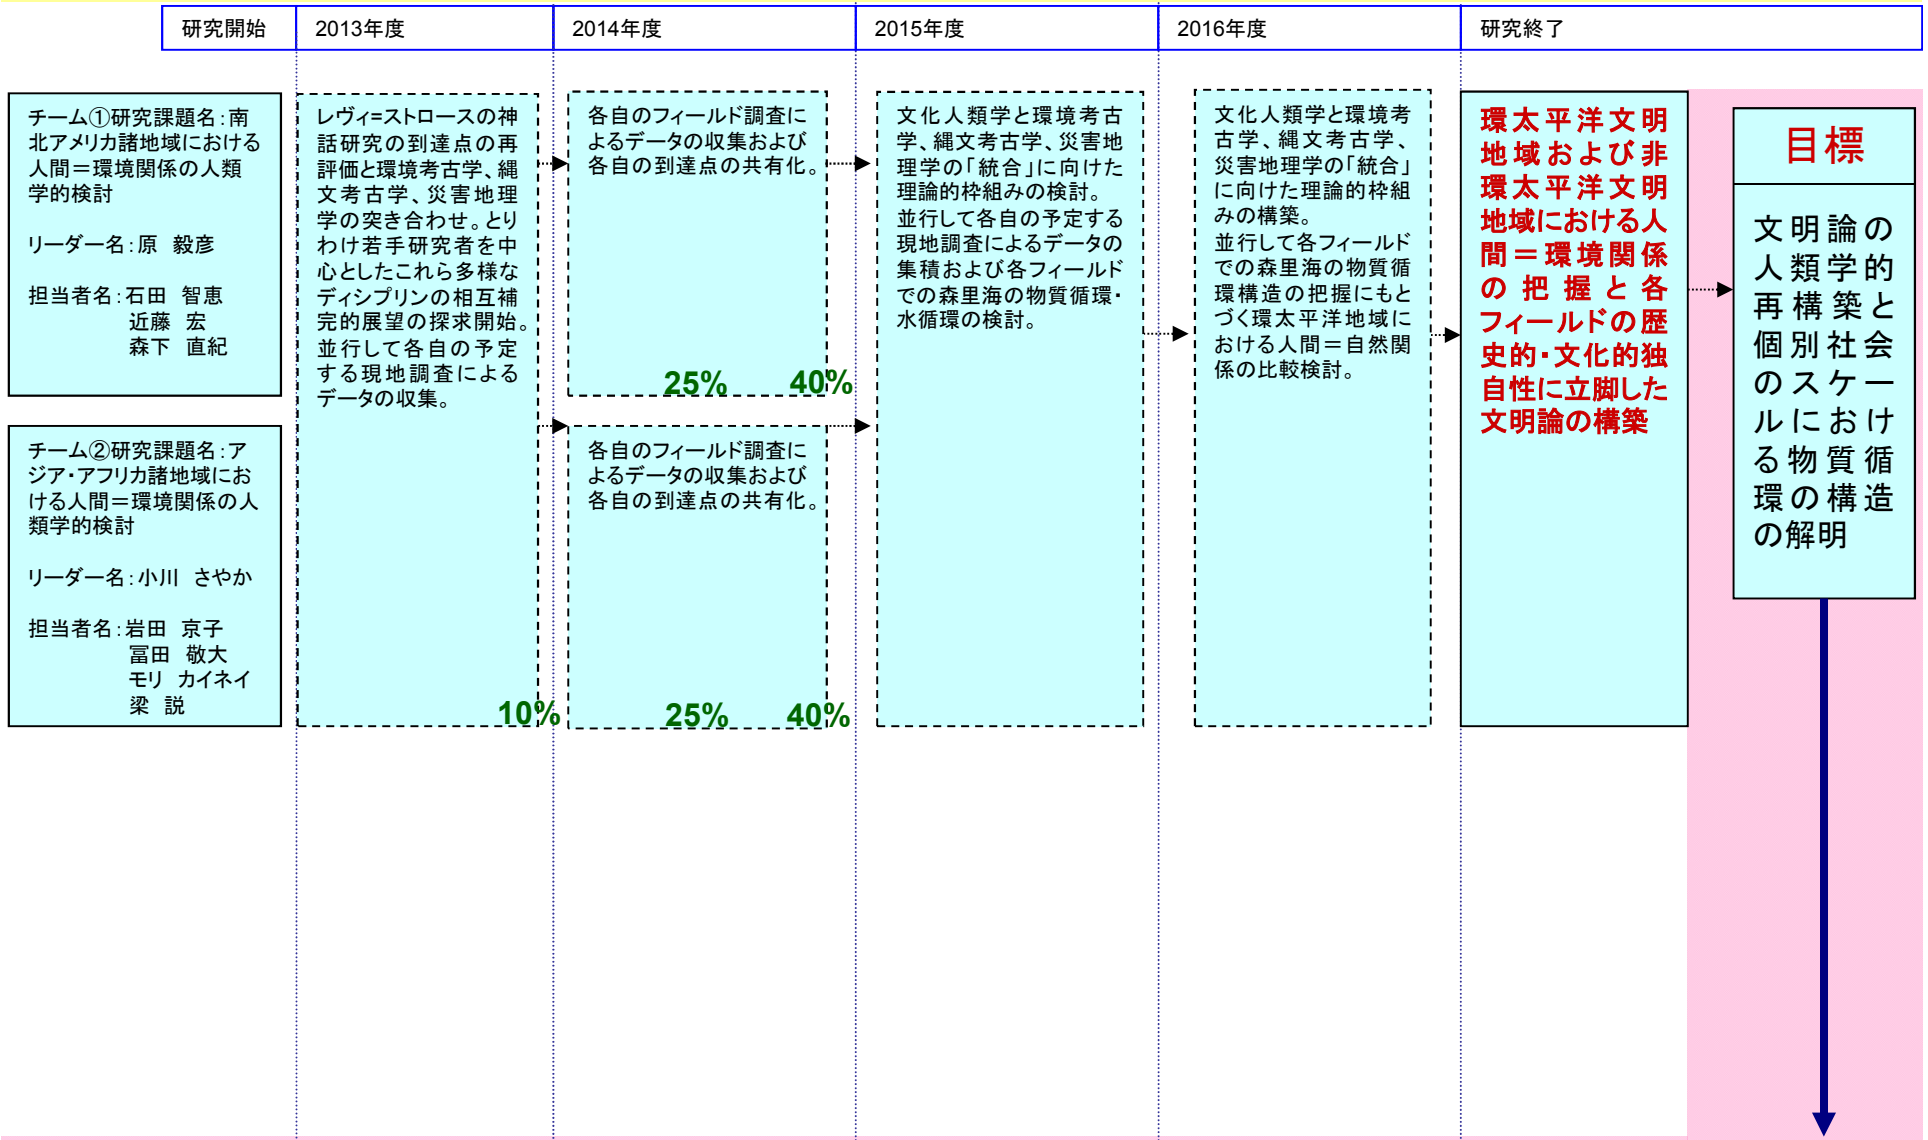 研究開始
2013年度
2014年度
2015年度
2016年度
研究終了
チーム①研究課題名：南
北アメリカ諸地域における
人間＝環境関係の人類
学的検討
リーダー名：原 毅彦
担当者名：石田 智恵
近藤 宏
森下 直紀
チーム②研究課題名：ア
ジア・アフリカ諸地域にお
ける人間＝環境関係の人
類学的検討
リーダー名：小川 さやか
担当者名：岩田 京子
冨田 敬大
モリ カイネイ
梁 説
レヴィ=ストロースの神
話研究の到達点の再
評価と環境考古学、縄
文考古学、災害地理
学の突き合わせ。とり
わけ若手研究者を中
心としたこれら多様な
ディシプリンの相互補
完的展望の探求開始。
並行して各自の予定
する現地調査による
データの収集。
10%
各自のフィールド調査に
よるデータの収集および
各自の到達点の共有化。
25% 40%
各自のフィールド調査に
よるデータの収集および
各自の到達点の共有化。
25% 40%
文化人類学と環境考古
学、縄文考古学、災害地
理学の「統合」に向けた
理論的枠組みの検討。
並行して各自の予定する
現地調査によるデータの
集積および各フィールド
での森里海の物質循環・
水循環の検討。
文化人類学と環境考
古学、縄文考古学、
災害地理学の「統合」
に向けた理論的枠組
みの構築。
並行して各フィールド
での森里海の物質循
環構造の把握にもと
づく環太平洋地域に
おける人間＝自然関
係の比較検討。
環太平洋文明
地域および非
環太平洋文明
地域における人
間＝環境関係
の把握と各
フィールドの歴
史的・文化的独
自性に立脚した
文明論の構築
目標
文明論の
人類学的
再構築と
個別社会
のスケー
ルにおけ
る物質循
環の構造
の解明